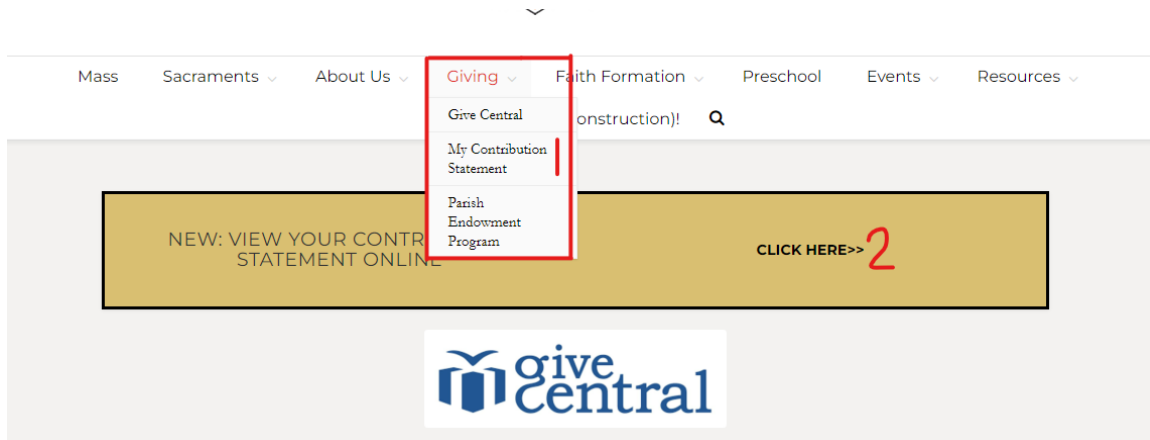 Mass Sacraments About Us Giving Faith Formation Preschool Events Resources
Give Central onstruction)!
My Contribution
Statement
Parish
Endowment
Program
NEW: VIEW YOUR CONTR
STATEMENT ONLINE
CLICK HERE>> 2
give
central